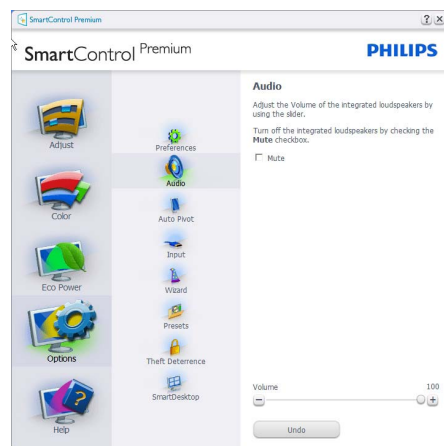 SmartControl Premium
SmartControl Premium
PHILIPS
Adjust
Color
Eco Power
Options
Help
Preferences
Audio
Auto Pivot
Input
Wizard
Presets
Theft Deterrence
SmartDesktop
Audio
Adjust the Volume of the integrated loudspeakers by
using the slider.
Turn off the integrated loudspeakers by checking the
Mute checkbox.
Mute
Volume 100
Undo